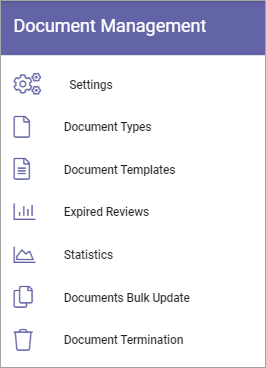 Document Management
Settings
Document Types
Document Templates
Expired Reviews
Statistics
Documents Bulk Update
Document Termination